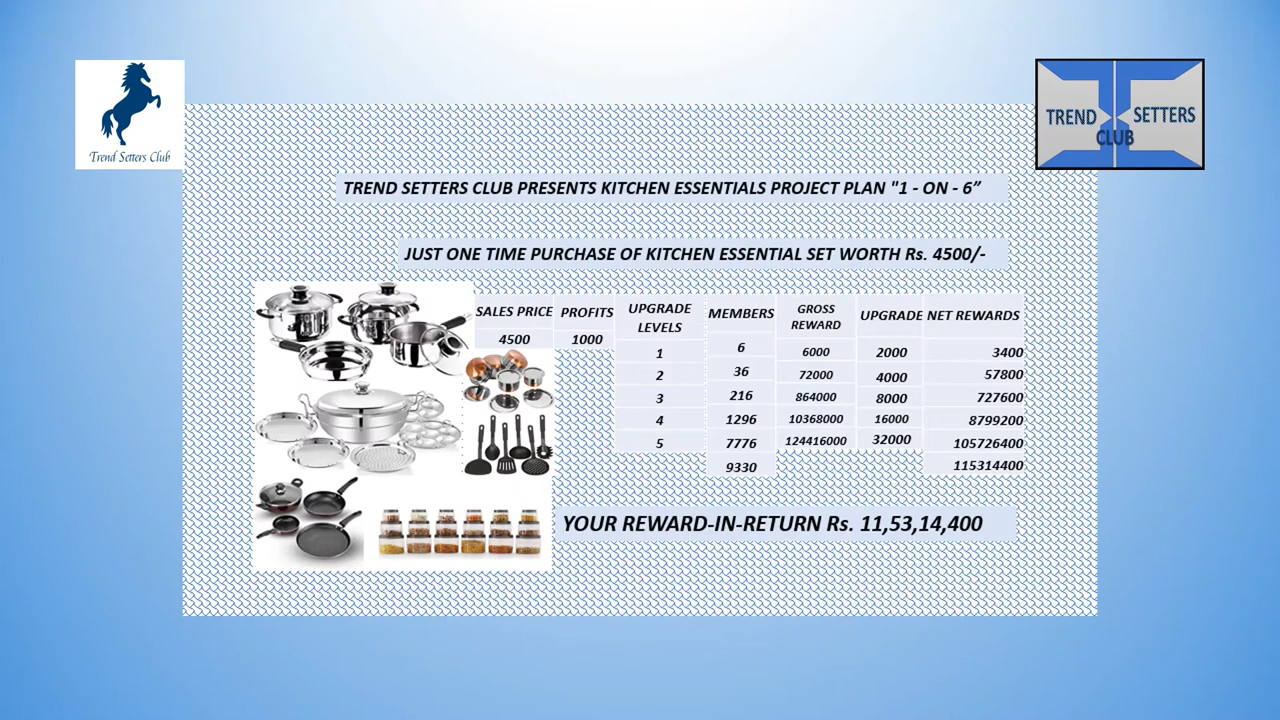 Trend Setters Club
TREND SETTERS
CLUB
TREND SETTERS CLUB PRESENTS KITCHEN ESSENTIALS PROJECT PLAN "1 - ON - 6”
JUST ONE TIME PURCHASE OF KITCHEN ESSENTIAL SET WORTH Rs. 4500/-
SALES PRICE PROFITS UPGRADE LEVELS MEMBERS GROSS REWARD UPGRADE NET REWARDS
4500 1000
1 6 6000 2000 3400
2 36 72000 4000 57800
3 216 864000 8000 727600
4 1296 10368000 16000 8799200
5 7776 124416000 32000 105726400
9330 115314400
YOUR REWARD-IN-RETURN Rs. 11,53,14,400